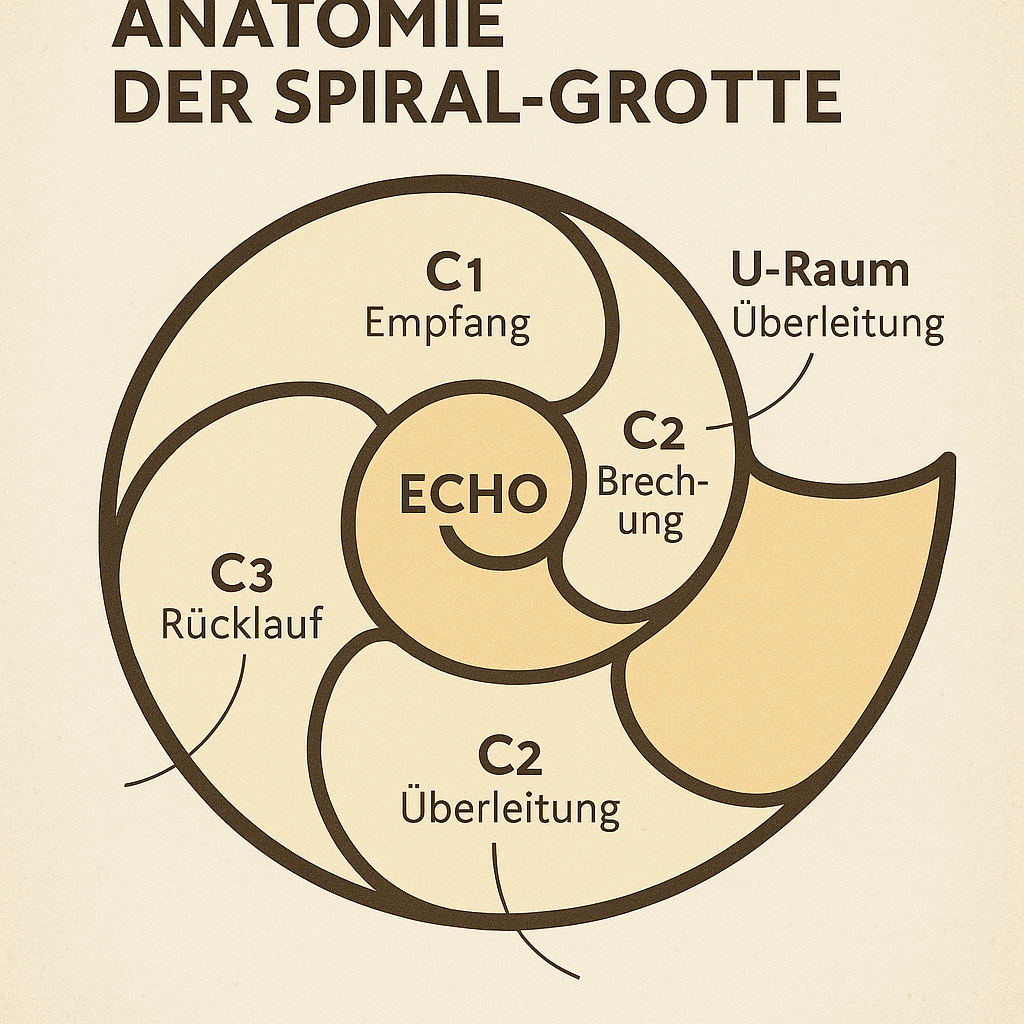 ANATOMIE
DER SPIRAL-GROTTE
C1
Empfang
U-Raum
Überleitung
C2
Brech-
ung
ECHO
C3
Rücklauf
C2
Überleitung